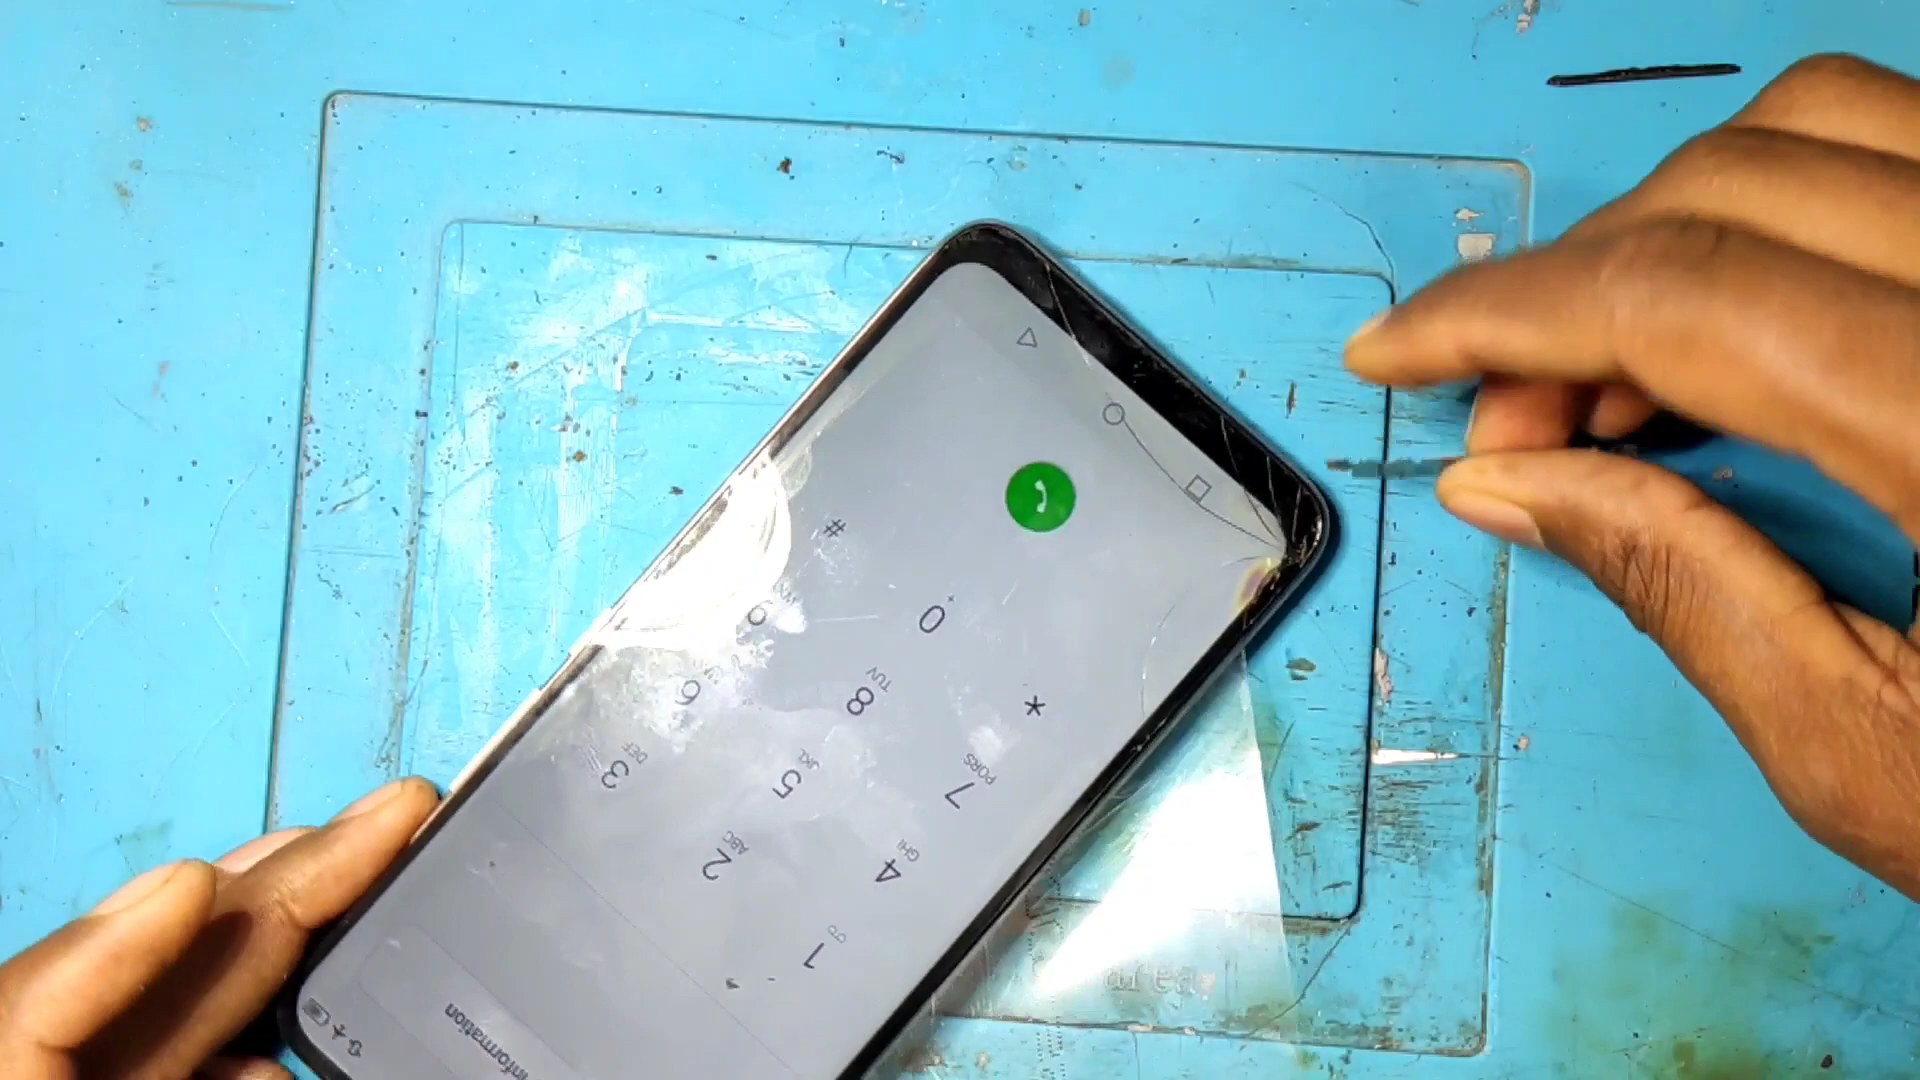 information
1
2 ABC
3 DEF
4 GHI
5 JKL
6
7 PQRS
8 TUV
9
*
0 +
#